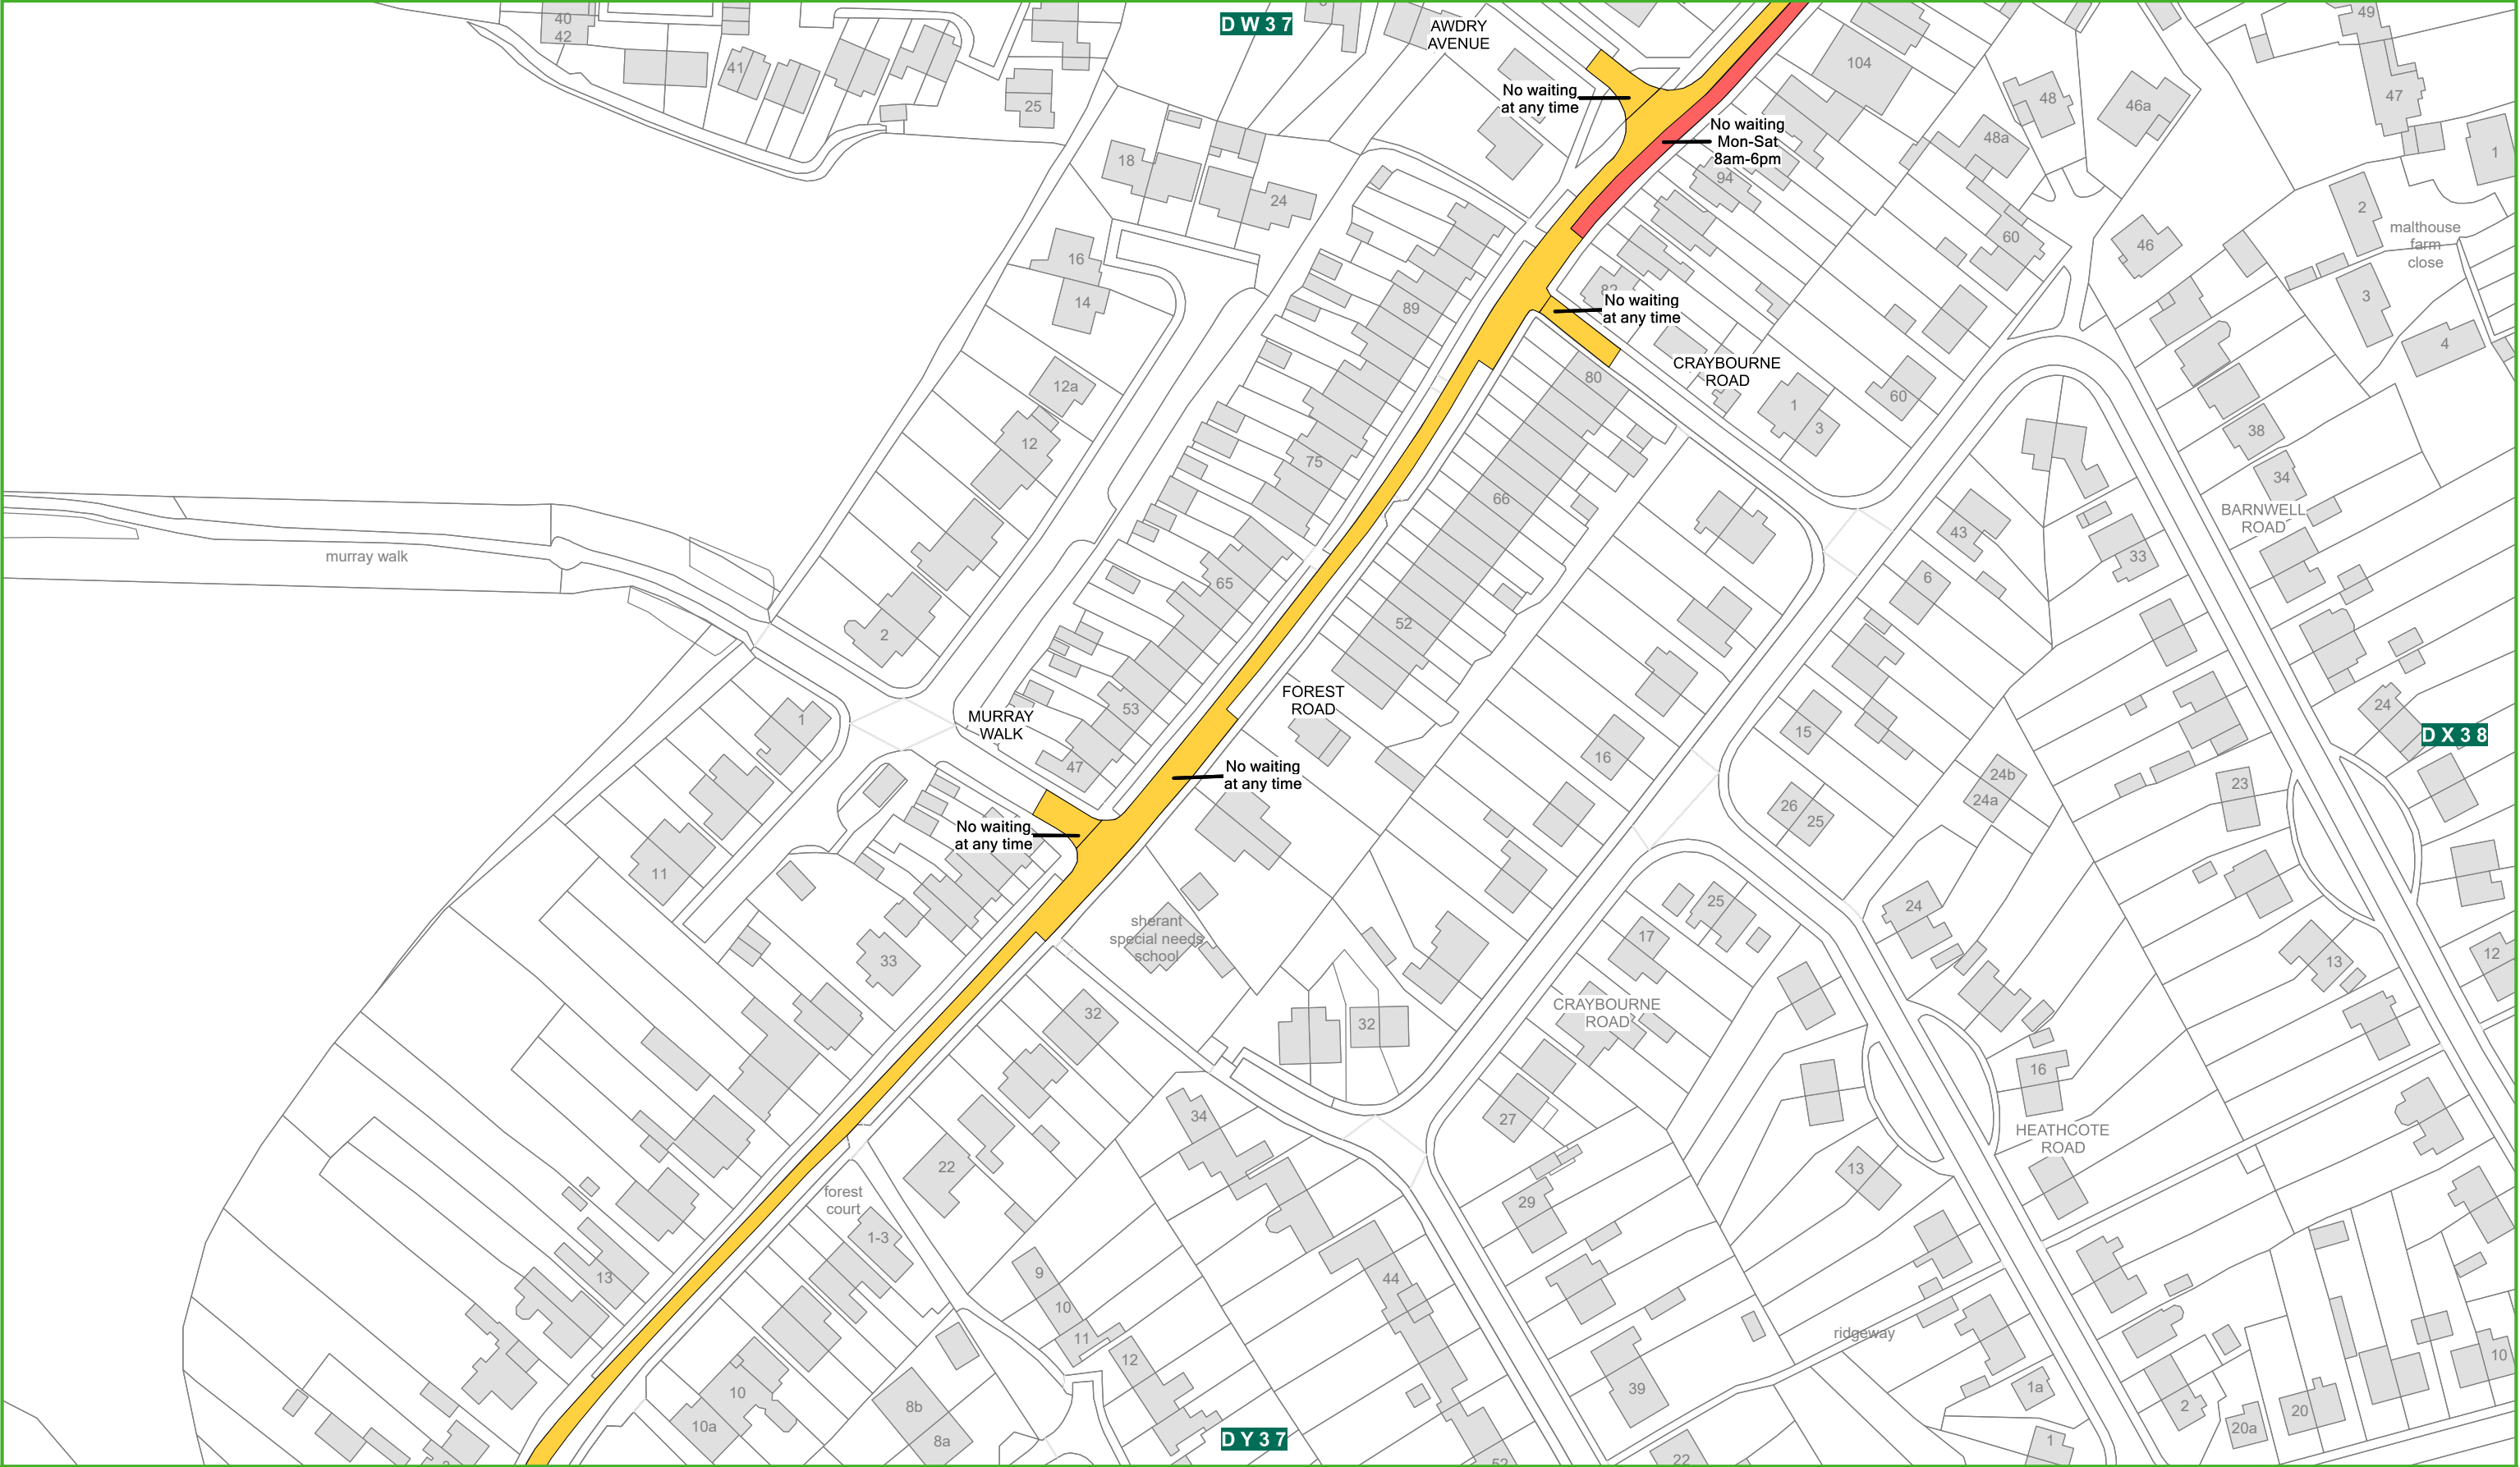 40
42
D W 3 7
AWDRY
AVENUE
49
41
25
104
48
46a
47
No waiting
at any time
No waiting
Mon-Sat
8am-6pm
48a
1
18
24
94
2
malthouse
farm
close
16
14
60
46
3
82
89
No waiting
at any time
4
CRAYBOURNE
ROAD
12a
80
1
3
60
12
75
66
38
34
BARNWELL
ROAD
43
33
murray walk
65
6
2
52
FOREST
ROAD
53
MURRAY
WALK
1
47
16
15
24
D X 3 8
No waiting
at any time
24b
24a
23
26
25
No waiting
at any time
11
sherant
special needs
school
33
25
17
24
13
12
CRAYBOURNE
ROAD
32
32
16
34
27
HEATHCOTE
ROAD
22
13
forest
court
1-3
29
13
9
10
11
12
44
ridgeway
10
10
10a
8b
8a
39
1a
2
20
20a
D Y 3 7
22
1
52